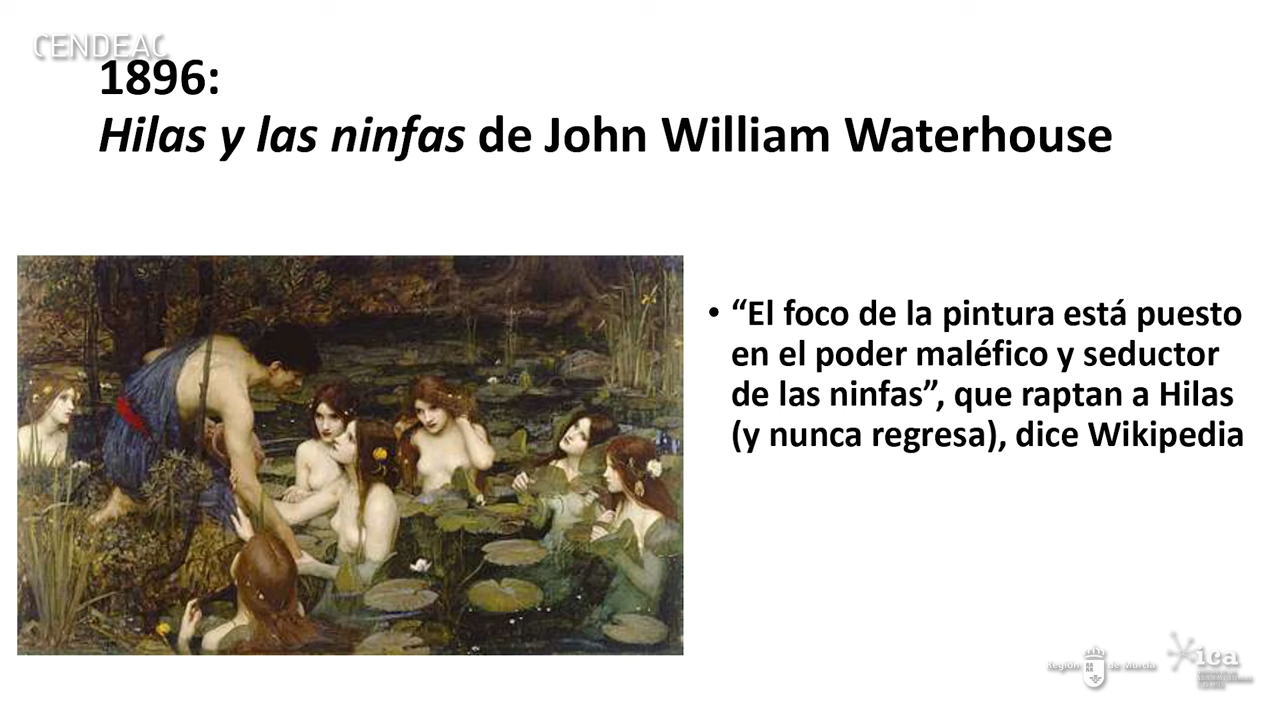 CENDEAC
1896:
Hilas y las ninfas de John William Waterhouse
• “El foco de la pintura está puesto
en el poder maléfico y seductor
de las ninfas”, que raptan a Hilas
(y nunca regresa), dice Wikipedia
Región de Murcia
ica